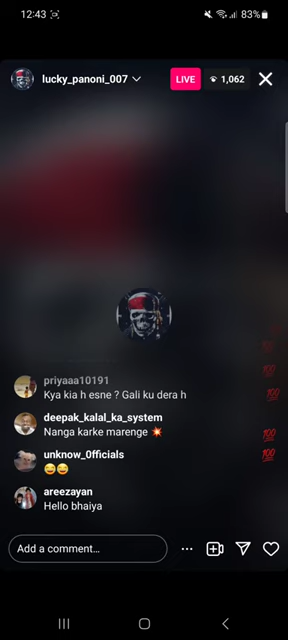 12:43
83%
lucky_panoni_007
LIVE
1,062
priyaaa10191
Kya kia h esne ? Gali ku dera h
deepak_kalal_ka_system
Nanga karke marenge 💥
unknow_0fficials
😂😂
areezayan
Hello bhaiya
💯
💯
💯
💯
Add a comment...